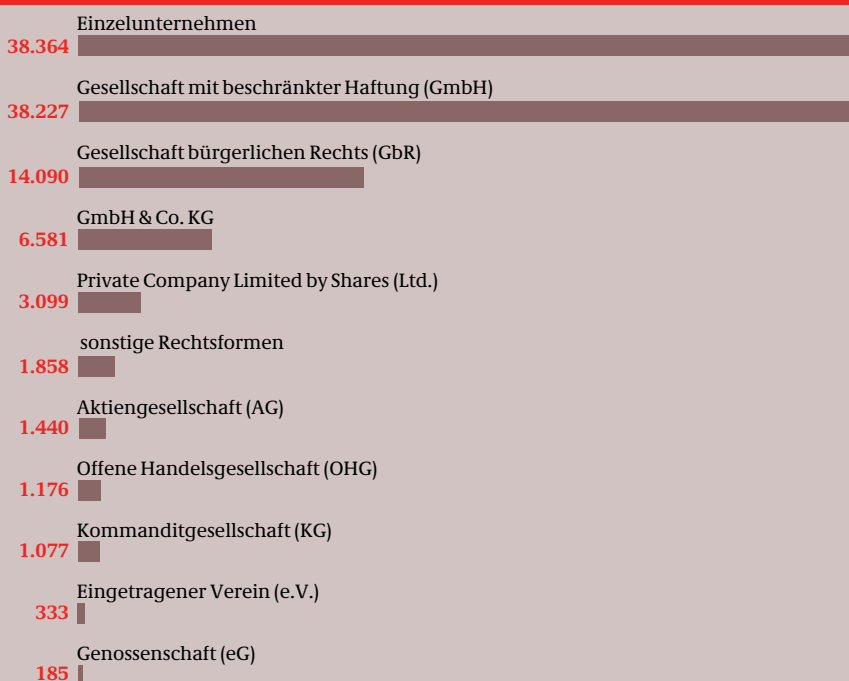 Einzelunternehmen
38.364
Gesellschaft mit beschränkter Haftung (GmbH)
38.227
Gesellschaft bürgerlichen Rechts (GbR)
14.090
GmbH & Co. KG
6.581
Private Company Limited by Shares (Ltd.)
3.099
sonstige Rechtsformen
1.858
Aktiengesellschaft (AG)
1.440
Offene Handelsgesellschaft (OHG)
1.176
Kommanditgesellschaft (KG)
1.077
Eingetragener Verein (e.V.)
333
Genossenschaft (eG)
185